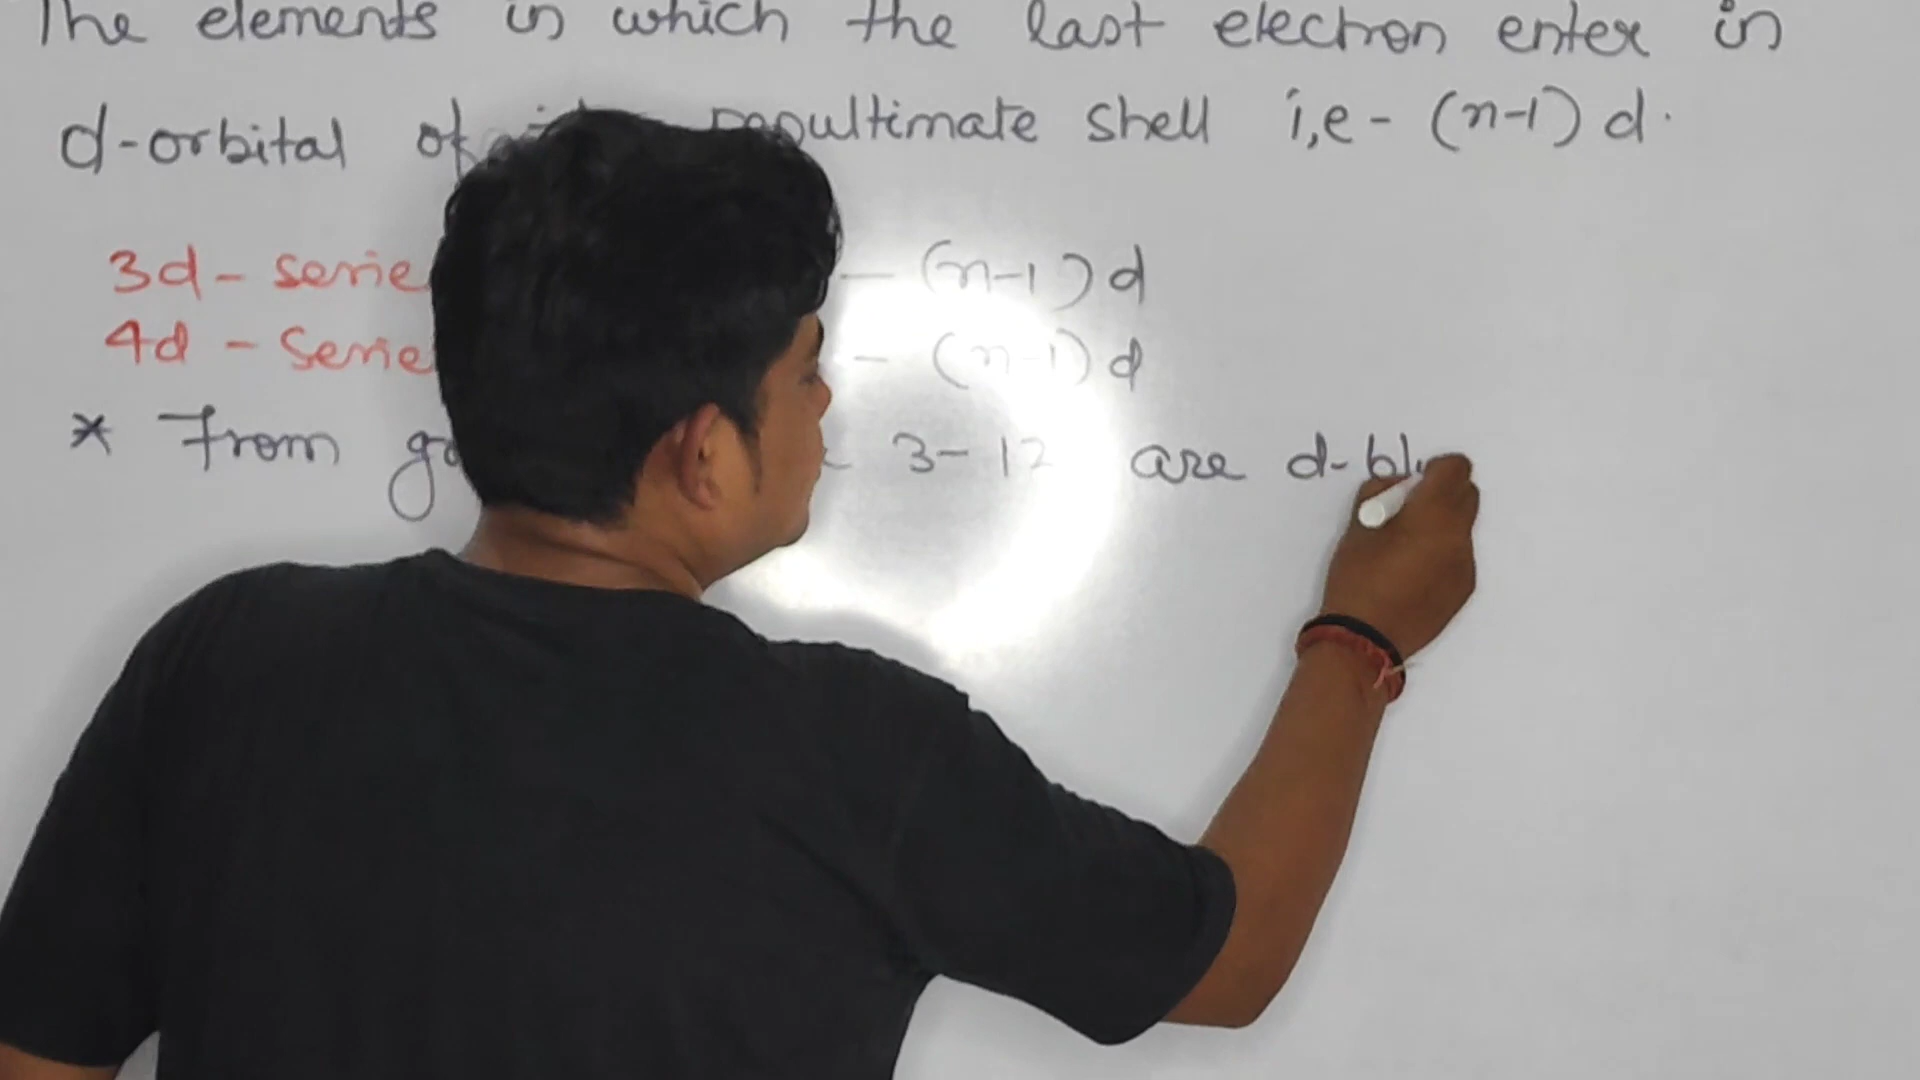 The elements in which the last electron enter in
d-orbital of penultimate shell i,e - (n-1) d.
3d - serie - (n-1) d
4d - serie - (n-1) d
* From 3-12 are d-bl